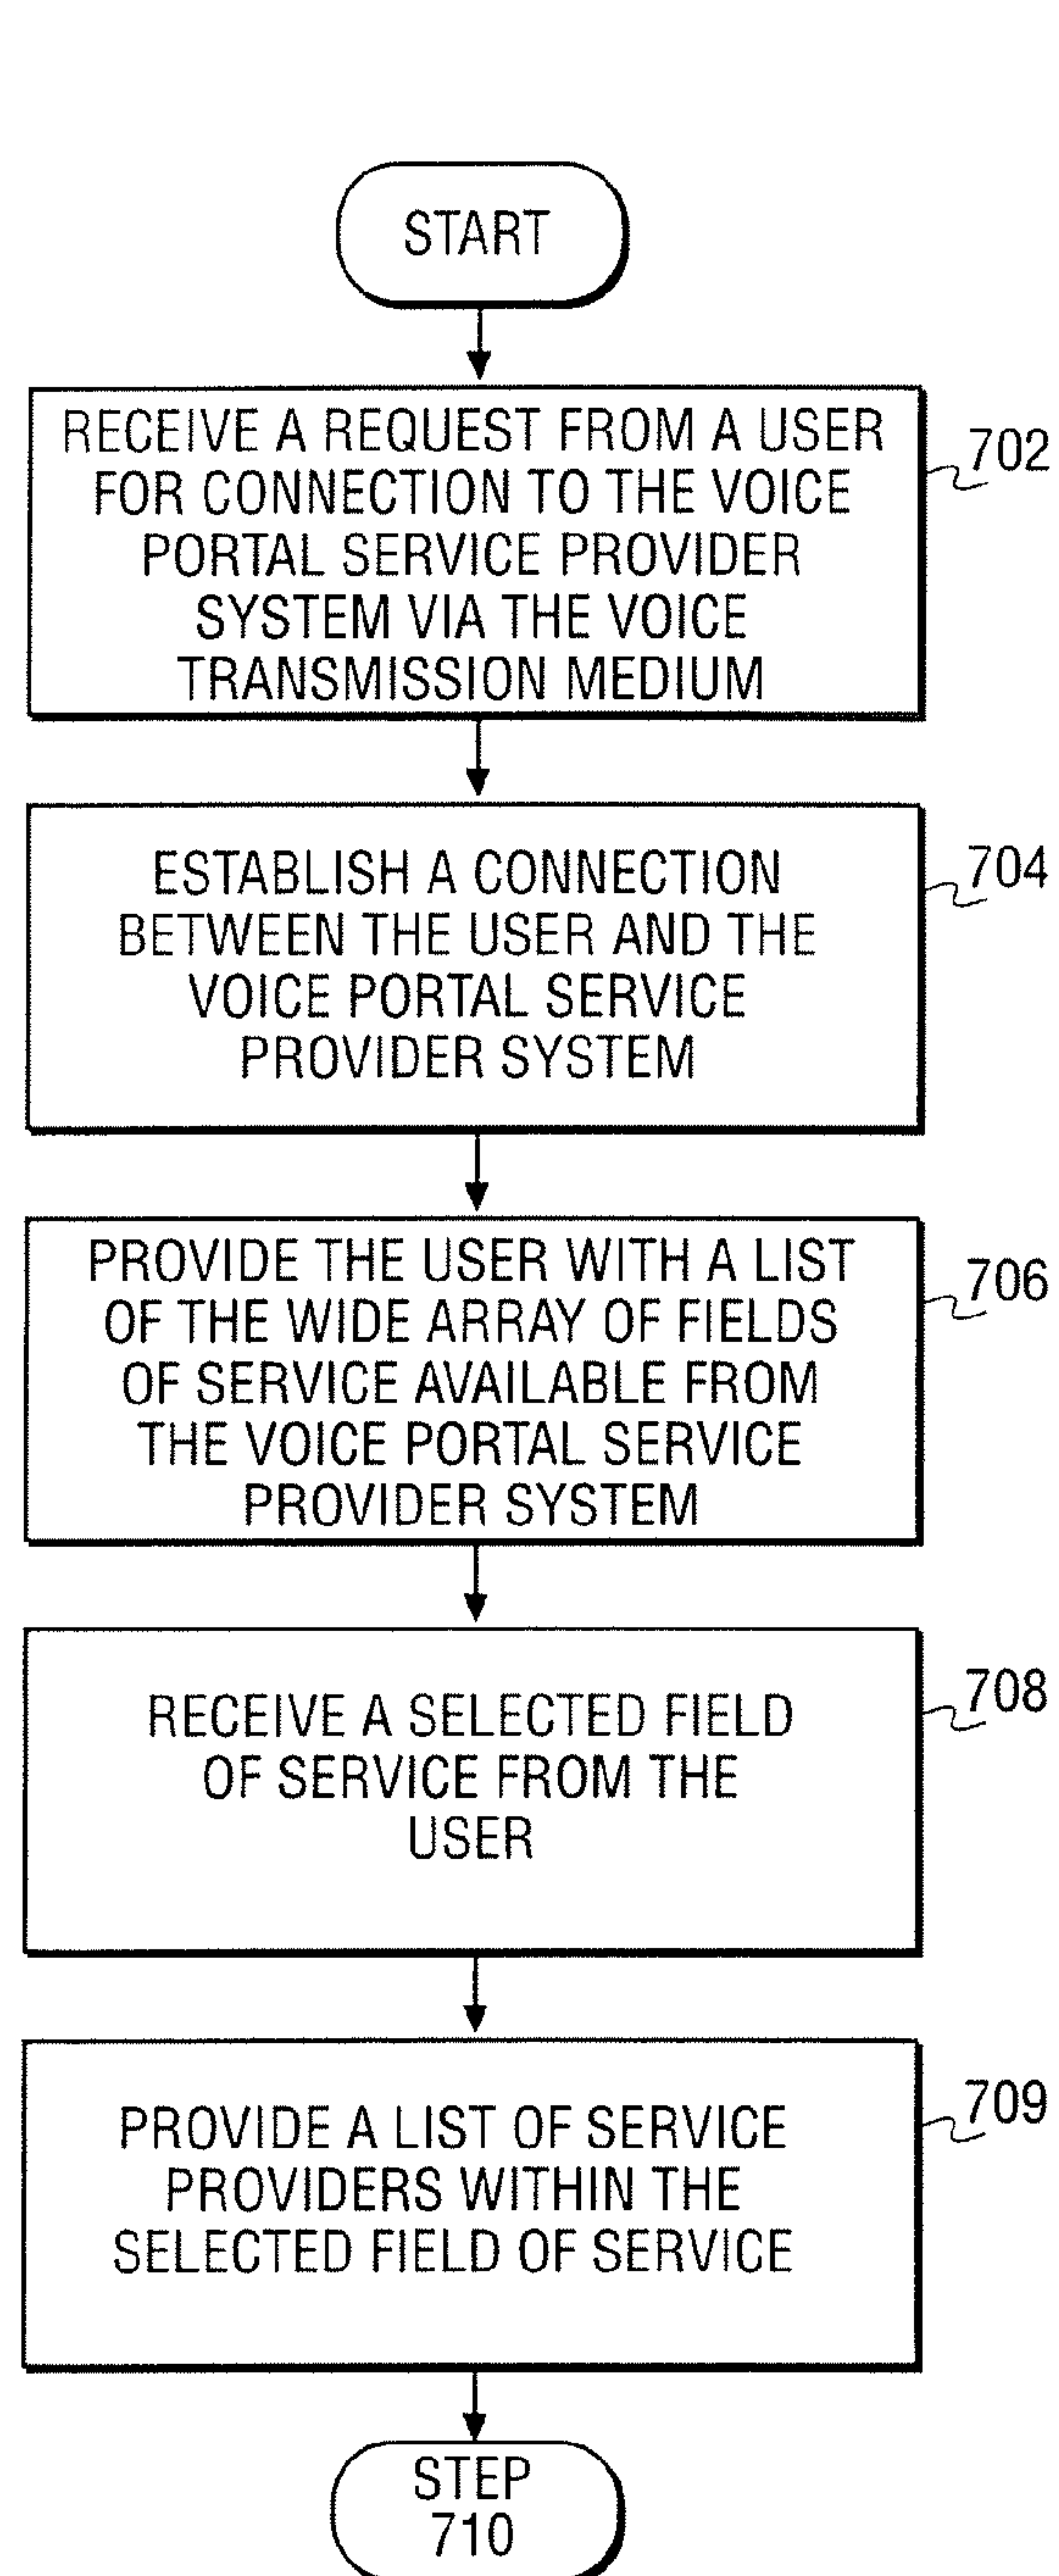 START
RECEIVE A REQUEST FROM A USER
FOR CONNECTION TO THE VOICE
PORTAL SERVICE PROVIDER
SYSTEM VIA THE VOICE
TRANSMISSION MEDIUM
702
ESTABLISH A CONNECTION
BETWEEN THE USER AND THE
VOICE PORTAL SERVICE
PROVIDER SYSTEM
704
PROVIDE THE USER WITH A LIST
OF THE WIDE ARRAY OF FIELDS
OF SERVICE AVAILABLE FROM
THE VOICE PORTAL SERVICE
PROVIDER SYSTEM
706
RECEIVE A SELECTED FIELD
OF SERVICE FROM THE
USER
708
PROVIDE A LIST OF SERVICE
PROVIDERS WITHIN THE
SELECTED FIELD OF SERVICE
709
STEP
710